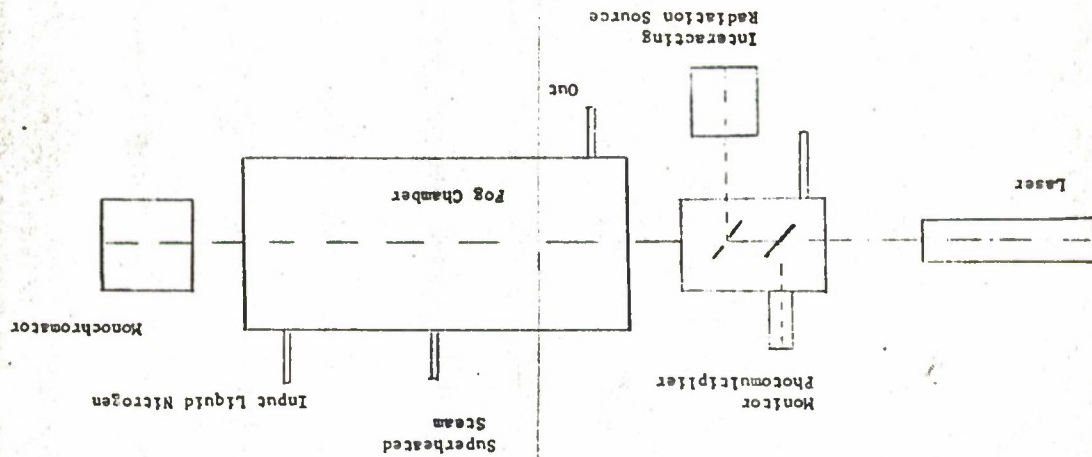 Superheated
Steam
Monitor
Photomultiplier
Input Liquid Nitrogen
Monochromator
Fog Chamber
Laser
Out
Interacting
Radiation Source